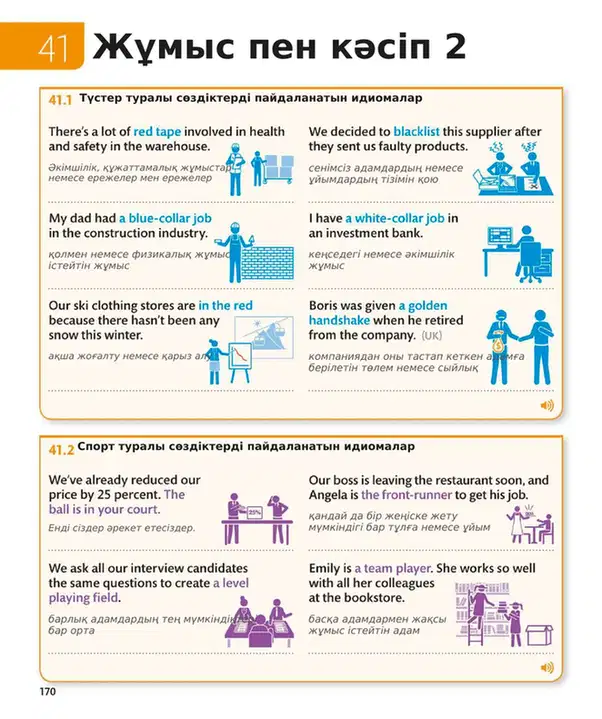 41 Жұмыс пен кәсіп 2
41.1 Түстер туралы сөздіктерді пайдаланатын идиомалар
There's a lot of red tape involved in health
and safety in the warehouse.
Әкімшілік, құжаттамалық жұмыстар
немесе ережелер мен ережелер
We decided to blacklist this supplier after
they sent us faulty products.
сенімсіз адамдардың немесе
ұйымдардың тізімін қою
My dad had a blue-collar job
in the construction industry.
қолмен немесе физикалық жұмыс
істейтін жұмыс
I have a white-collar job in
an investment bank.
кеңседегі немесе әкімшілік
жұмыс
Our ski clothing stores are in the red
because there hasn't been any
snow this winter.
ақша жоғалту немесе қарыз алу
Boris was given a golden
handshake when he retired
from the company. (UK)
компаниядан оны тастап кеткен адамға
берілетін төлем немесе сыйлық
41.2 Спорт туралы сөздіктерді пайдаланатын идиомалар
We've already reduced our
price by 25 percent. The
ball is in your court.
25%
Енді сіздер әрекет етесіздер.
Our boss is leaving the restaurant soon, and
Angela is the front-runner to get his job.
қандай да бір жеңіске жету
мүмкіндігі бар тұлға немесе ұйым
We ask all our interview candidates
the same questions to create a level
playing field.
барлық адамдардың тең мүмкіндіктер
бар орта
Emily is a team player. She works so well
with all her colleagues
at the bookstore.
басқа адамдармен жақсы
жұмыс істейтін адам
170